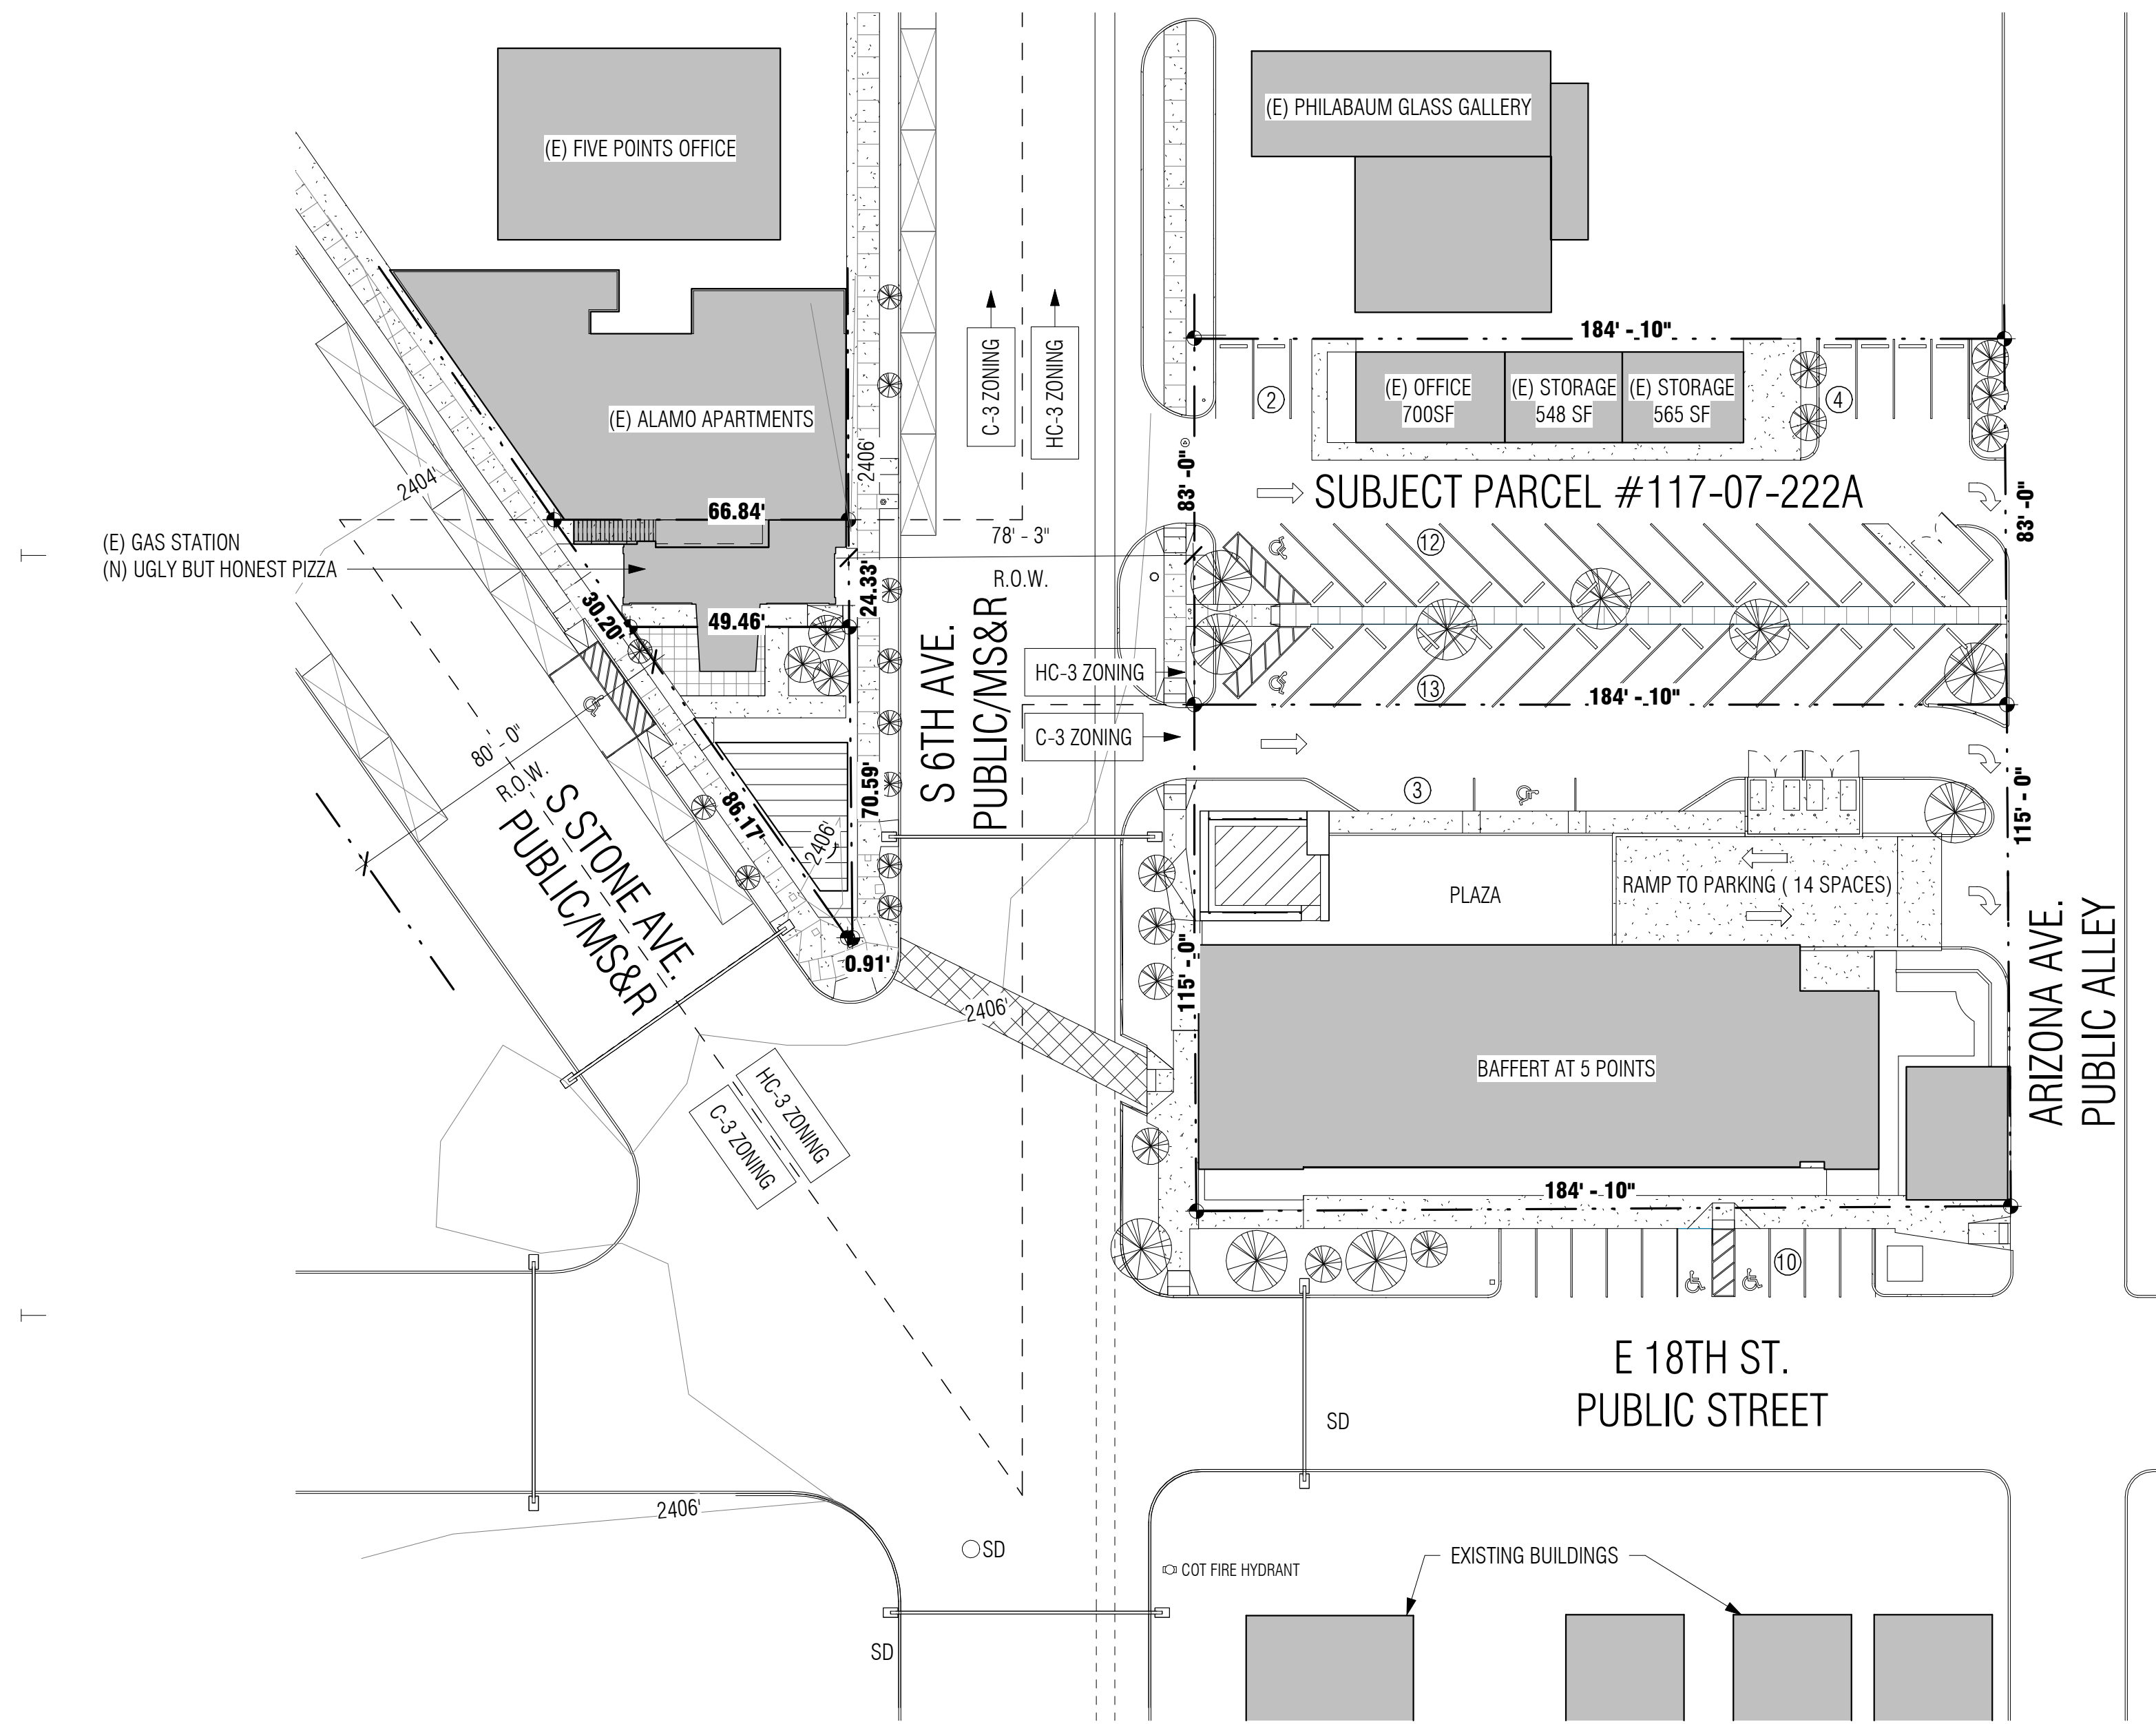 (E) FIVE POINTS OFFICE
(E) PHILABAUM GLASS GALLERY
184' - 10"
C-3 ZONING
HC-3 ZONING
(E) OFFICE
700SF
(E) STORAGE
548 SF
(E) STORAGE
565 SF
2
4
(E) ALAMO APARTMENTS
2406'
2404'
83' -0"
83' -0"
SUBJECT PARCEL #117-07-222A
66.84'
78' - 3"
R.O.W.
(E) GAS STATION
(N) UGLY BUT HONEST PIZZA
12
24.33'
30.20'
49.46'
S 6TH AVE.
PUBLIC/MS&R
HC-3 ZONING
C-3 ZONING
13
184' - 10"
80' - 0"
R.O.W.
S STONE AVE.
PUBLIC/MS&R
86.17'
70.59'
2406'
3
115' - 0"
PLAZA
RAMP TO PARKING ( 14 SPACES)
0.91'
115' - 0"
2406'
ARIZONA AVE.
PUBLIC ALLEY
BAFFERT AT 5 POINTS
HC-3 ZONING
C-3 ZONING
184' - 10"
10
E 18TH ST.
PUBLIC STREET
SD
2406'
SD
COT FIRE HYDRANT
EXISTING BUILDINGS
SD